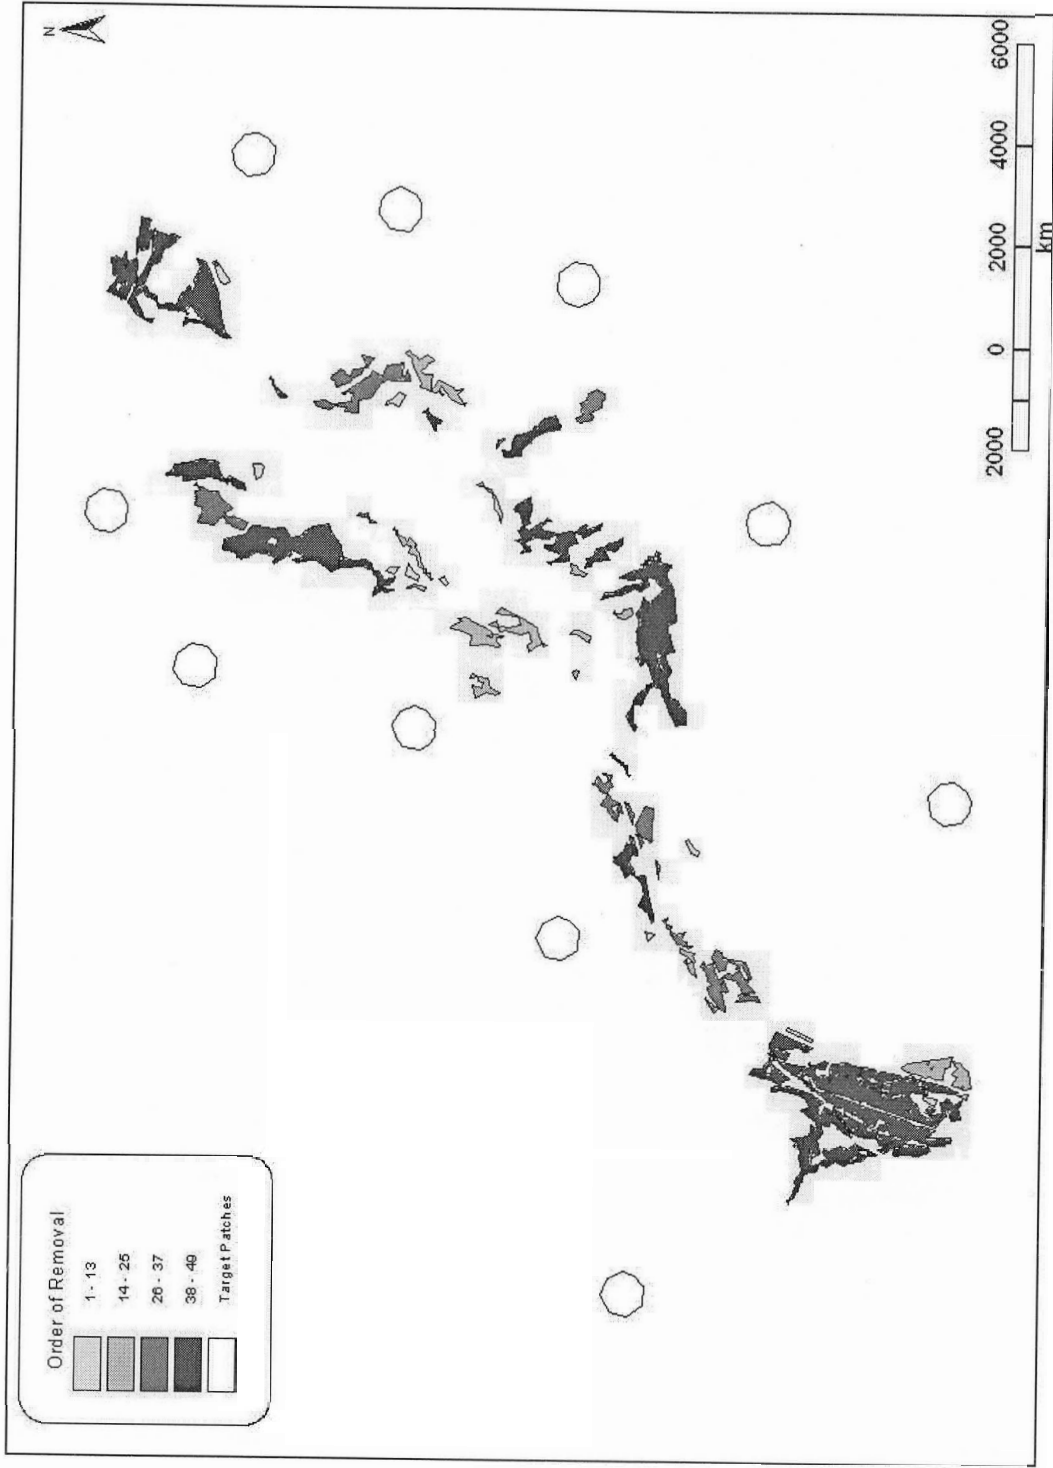 N
Order of Removal
1 - 13
14 - 25
26 - 37
38 - 49
Target Patches
2000 0 2000 4000 6000
km